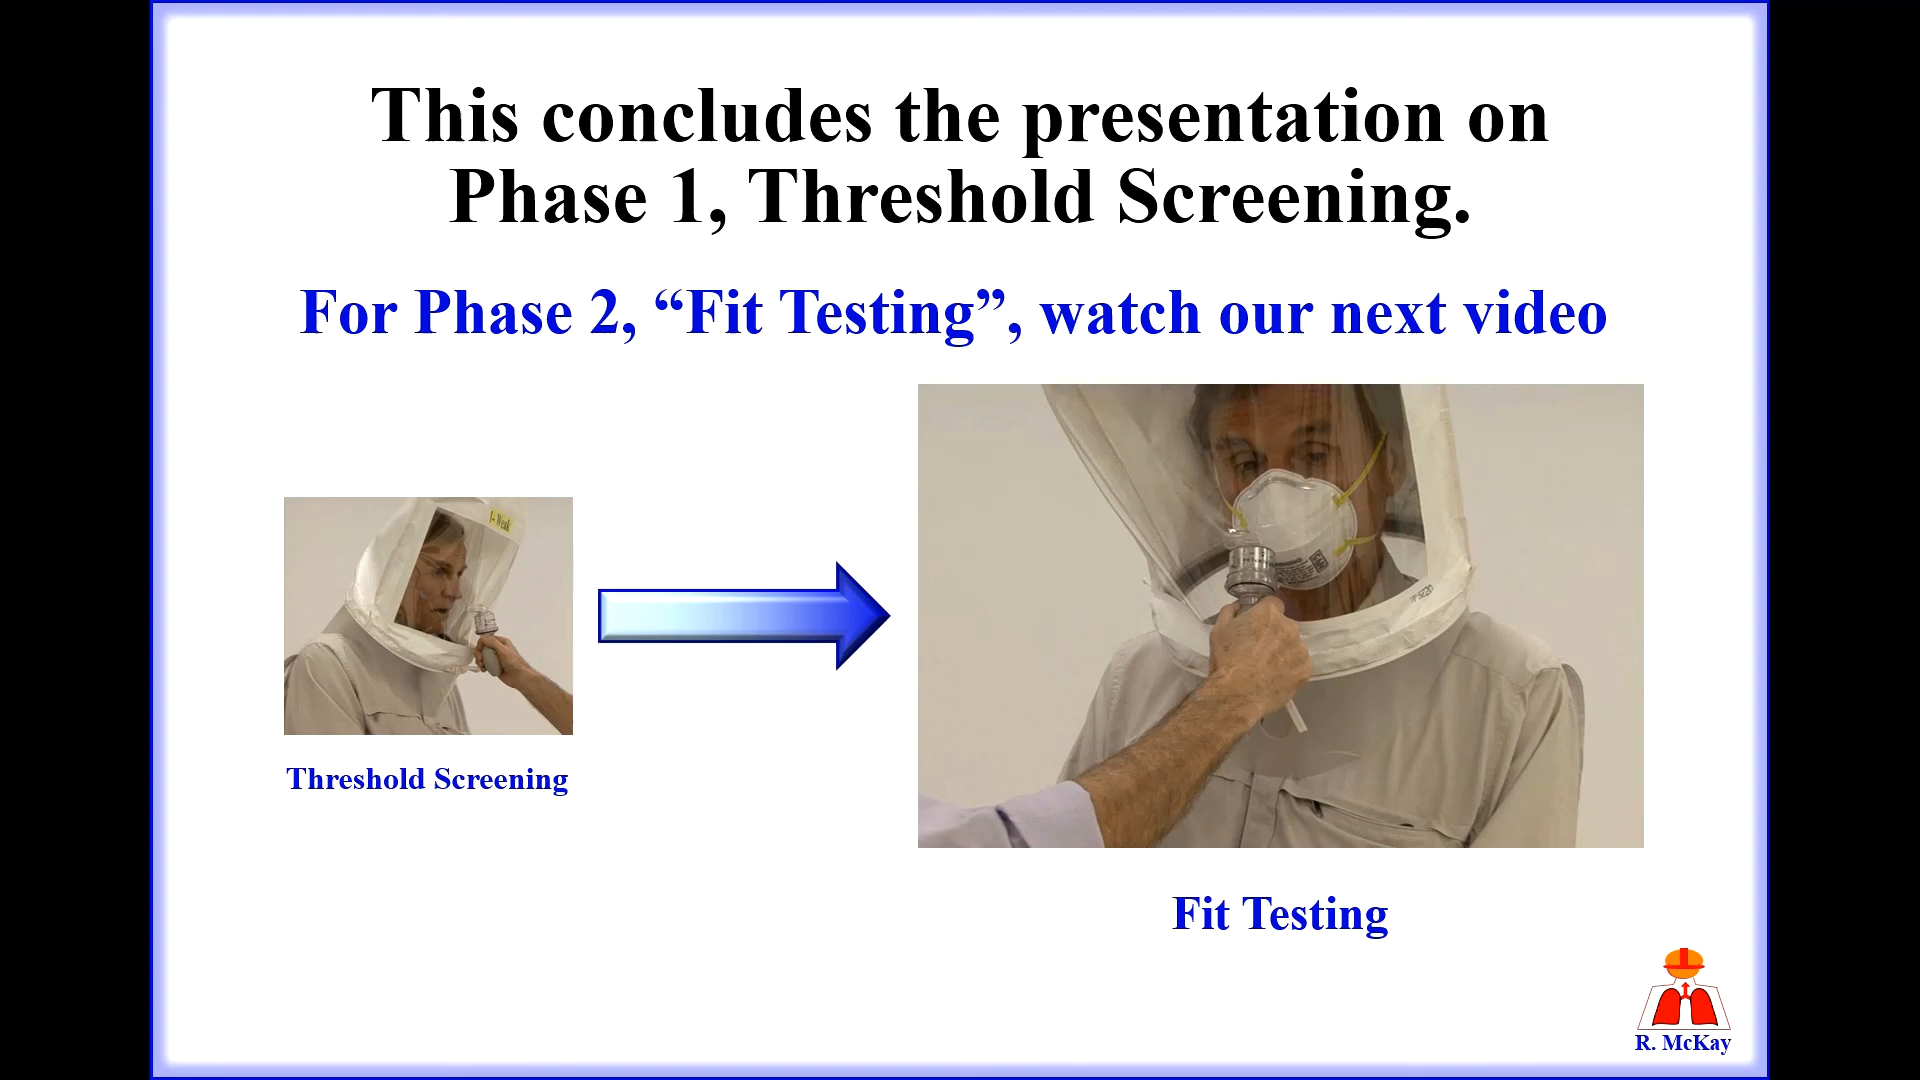 This concludes the presentation on
Phase 1, Threshold Screening.
For Phase 2, “Fit Testing”, watch our next video
Threshold Screening
Fit Testing
R. McKay